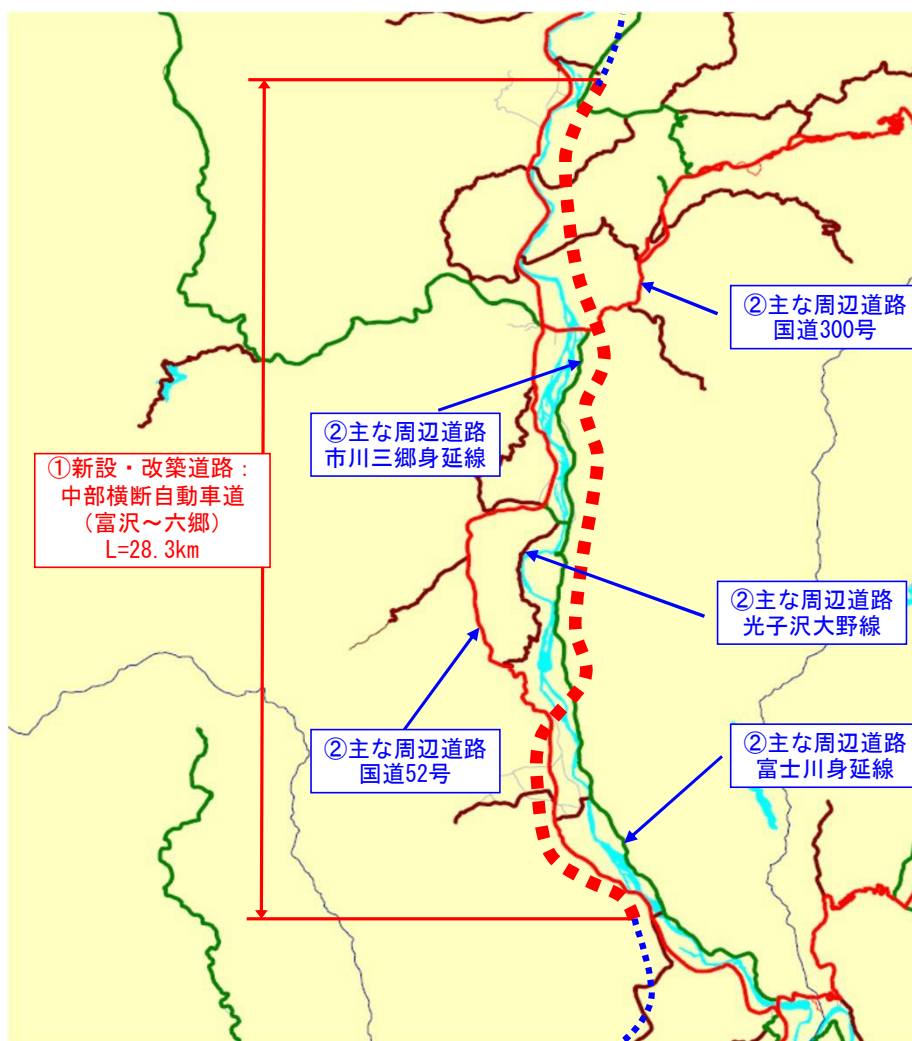 ②主な周辺道路
国道300号
②主な周辺道路
市川三郷身延線
①新設・改築道路：
中部横断自動車道
（富沢～六郷）
L=28.3km
②主な周辺道路
光子沢大野線
②主な周辺道路
国道52号
②主な周辺道路
富士川身延線